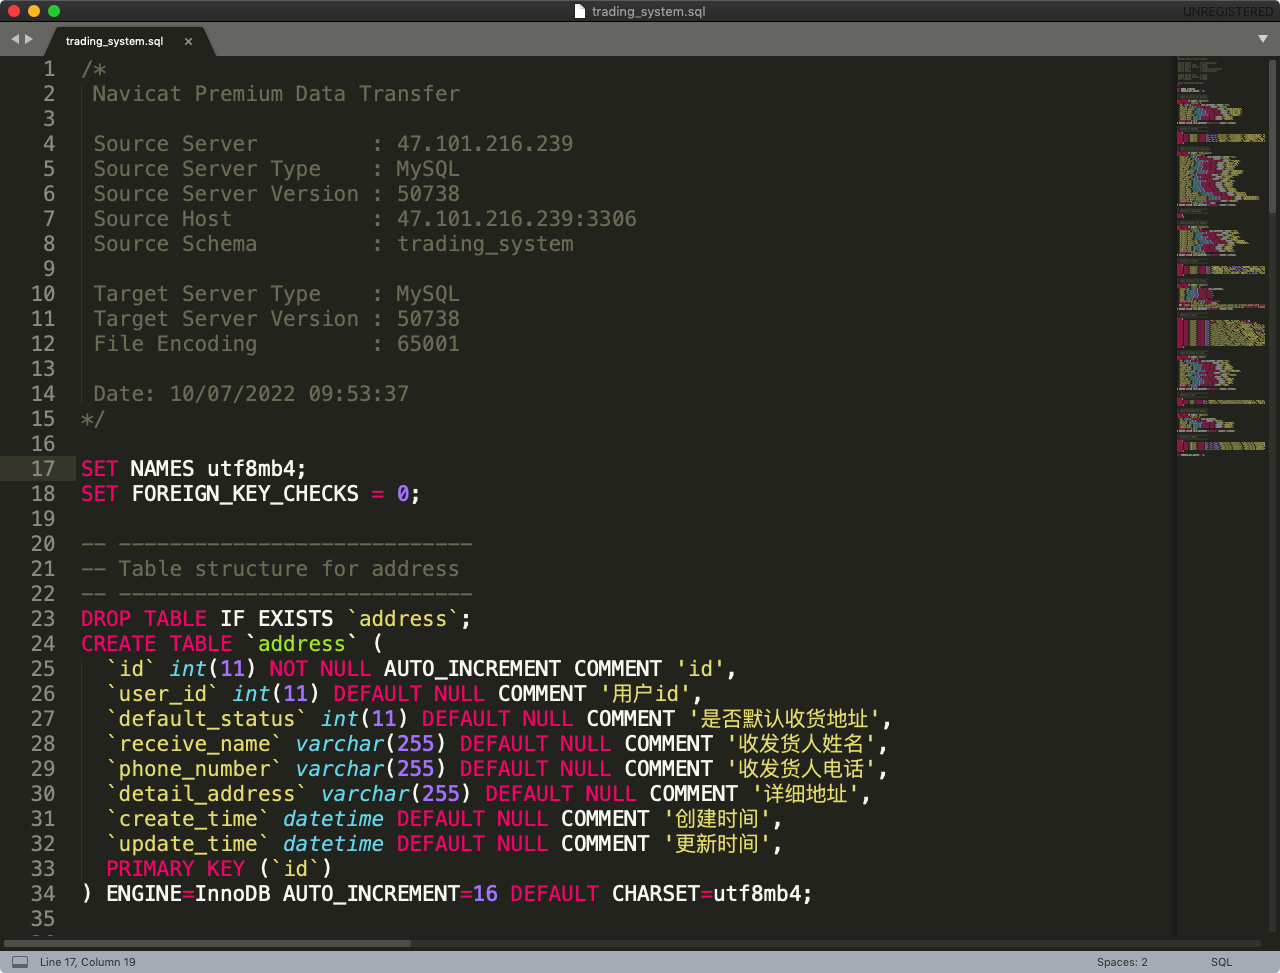 trading_system.sql
UNREGISTERED
trading_system.sql ×
1 /*
2 Navicat Premium Data Transfer
3
4 Source Server : 47.101.216.239
5 Source Server Type : MySQL
6 Source Server Version : 50738
7 Source Host : 47.101.216.239:3306
8 Source Schema : trading_system
9
10 Target Server Type : MySQL
11 Target Server Version : 50738
12 File Encoding : 65001
13
14 Date: 10/07/2022 09:53:37
15 */
16
17 SET NAMES utf8mb4;
18 SET FOREIGN_KEY_CHECKS = 0;
19
20 -- ----------------------------
21 -- Table structure for address
22 -- ----------------------------
23 DROP TABLE IF EXISTS `address`;
24 CREATE TABLE `address` (
25 `id` int(11) NOT NULL AUTO_INCREMENT COMMENT 'id',
26 `user_id` int(11) DEFAULT NULL COMMENT '用户id',
27 `default_status` int(11) DEFAULT NULL COMMENT '是否默认收货地址',
28 `receive_name` varchar(255) DEFAULT NULL COMMENT '收发货人姓名',
29 `phone_number` varchar(255) DEFAULT NULL COMMENT '收发货人电话',
30 `detail_address` varchar(255) DEFAULT NULL COMMENT '详细地址',
31 `create_time` datetime DEFAULT NULL COMMENT '创建时间',
32 `update_time` datetime DEFAULT NULL COMMENT '更新时间',
33 PRIMARY KEY (`id`)
34 ) ENGINE=InnoDB AUTO_INCREMENT=16 DEFAULT CHARSET=utf8mb4;
35
Line 17, Column 19
Spaces: 2
SQL